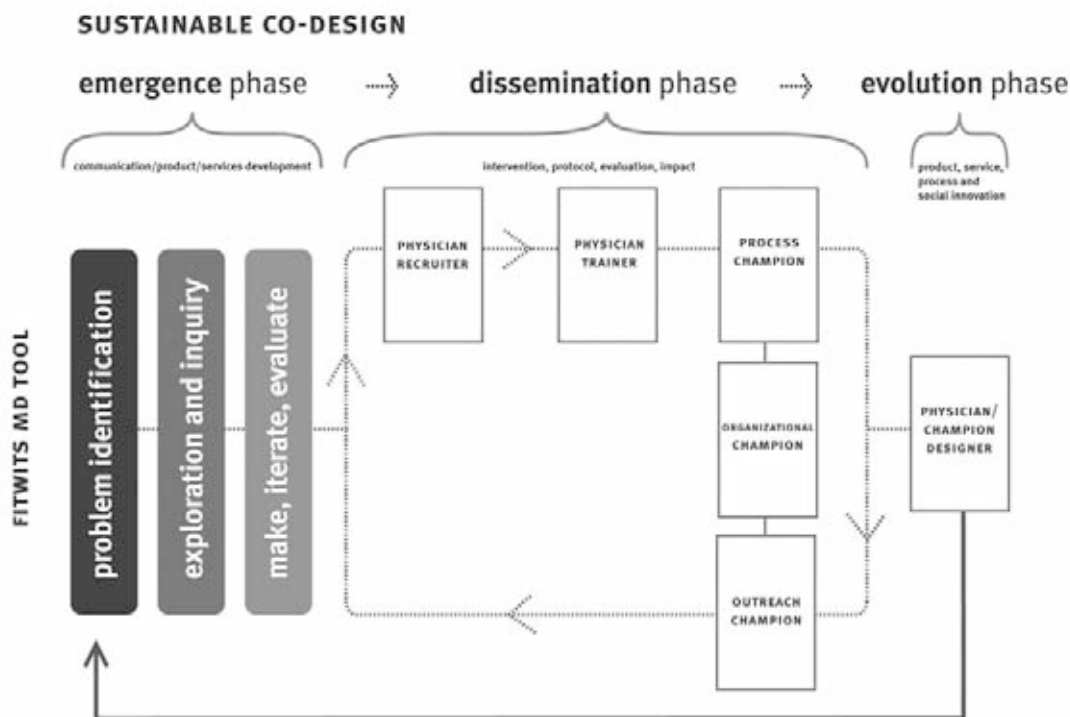 SUSTAINABLE CO-DESIGN
emergence phase
dissemination phase
evolution phase
communication/product/services development
intervention, protocol, evaluation, impact
product, service,
process and
social innovation
FITWITS MD TOOL
problem identification
exploration and inquiry
make, iterate, evaluate
PHYSICIAN
RECRUITER
PHYSICIAN
TRAINER
PROCESS
CHAMPION
ORGANIZATIONAL
CHAMPION
OUTREACH
CHAMPION
PHYSICIAN/
CHAMPION
DESIGNER